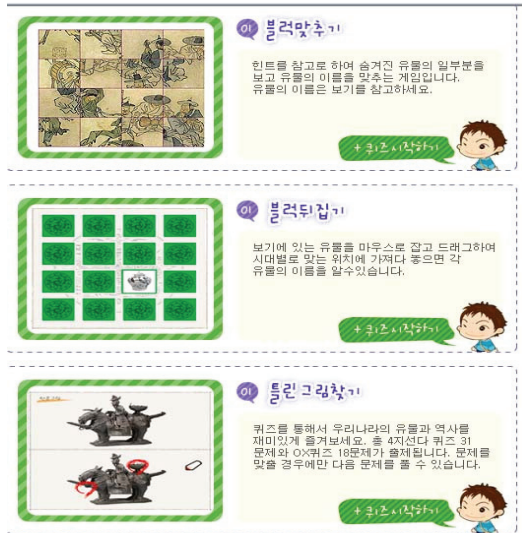 01 블럭맞추기
힌트를 참고로 하여 숨겨진 유물의 일부분을
보고 유물의 이름을 맞추는 게임입니다.
유물의 이름은 보기를 참고하세요.
+ 퀴즈시작하기
01 블럭뒤집기
보기에 있는 유물을 마우스로 잡고 드래그하여
시대별로 맞는 위치에 가져다 놓으면 각
유물의 이름을 알수있습니다.
+ 퀴즈시작하기
01 틀린그림찾기
퀴즈를 통해서 우리나라의 유물과 역사를
재미있게 즐겨보세요. 총 4지선다 퀴즈 31
문제와 OX퀴즈 18문제가 출제됩니다. 문제를
맞출 경우에만 다음 문제를 풀 수 있습니다.
+ 퀴즈시작하기